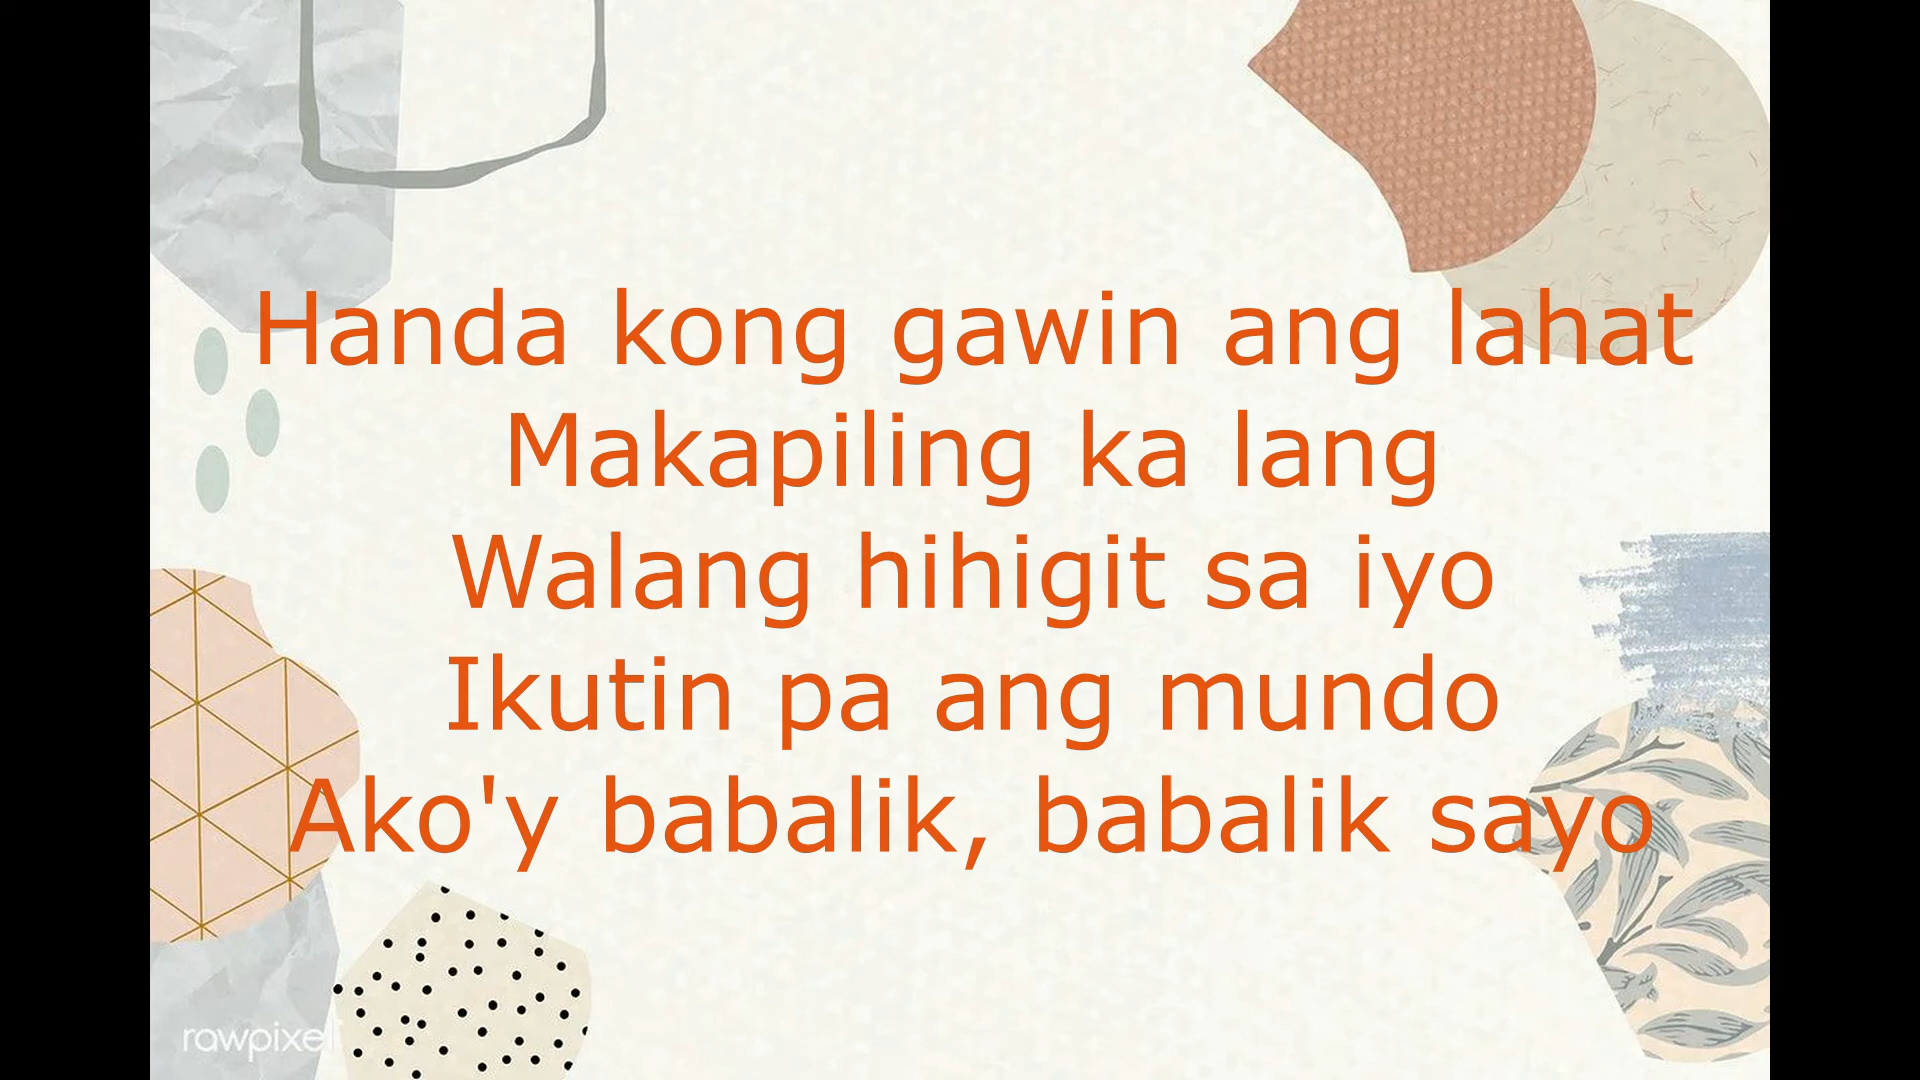 Handa kong gawin ang lahat
Makapiling ka lang
Walang hihigit sa iyo
Ikutin pa ang mundo
Ako'y babalik, babalik sayo
rawpixel